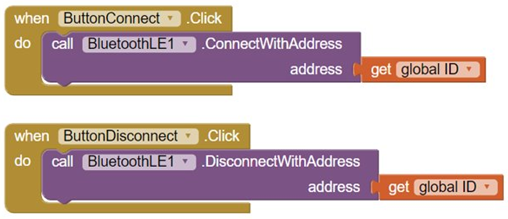 when ButtonConnect .Click
do call BluetoothLE1 .ConnectWithAddress
address get global ID
when ButtonDisconnect .Click
do call BluetoothLE1 .DisconnectWithAddress
address get global ID